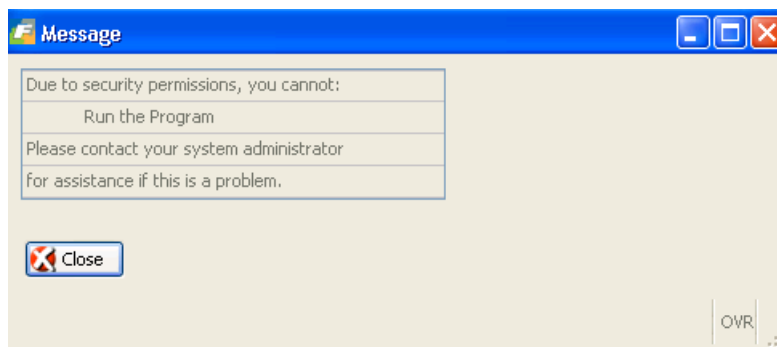 Message
Due to security permissions, you cannot:
Run the Program
Please contact your system administrator
for assistance if this is a problem.
Close
OVR